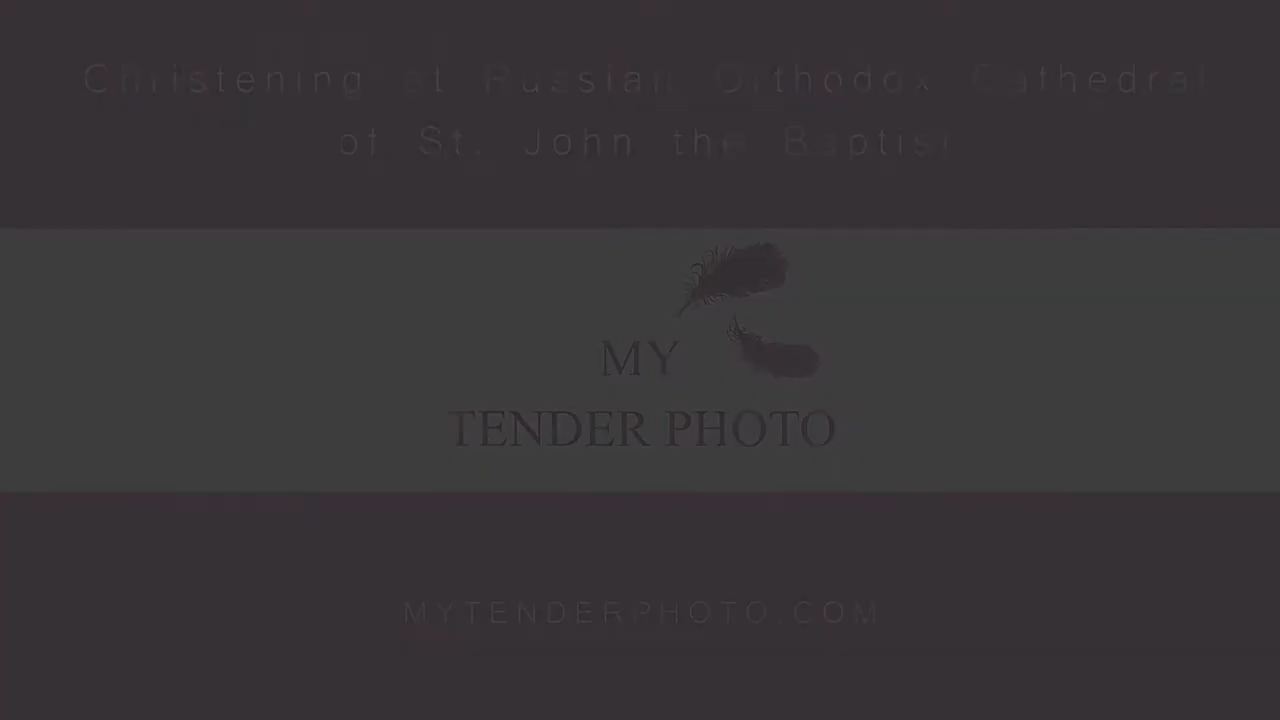 Christening at Russian Orthodox Cathedral
of St. John the Baptist
MY
TENDER PHOTO
MYTENDERPHOTO.COM